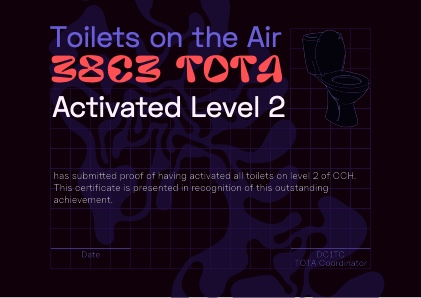 Toilets on the Air
38C3 TOTA
Activated Level 2
has submitted proof of having activated all toilets on level 2 of CCH.
This certificate is presented in recognition of this outstanding
achievement.
Date
DC1TC
TOTA Coordinator